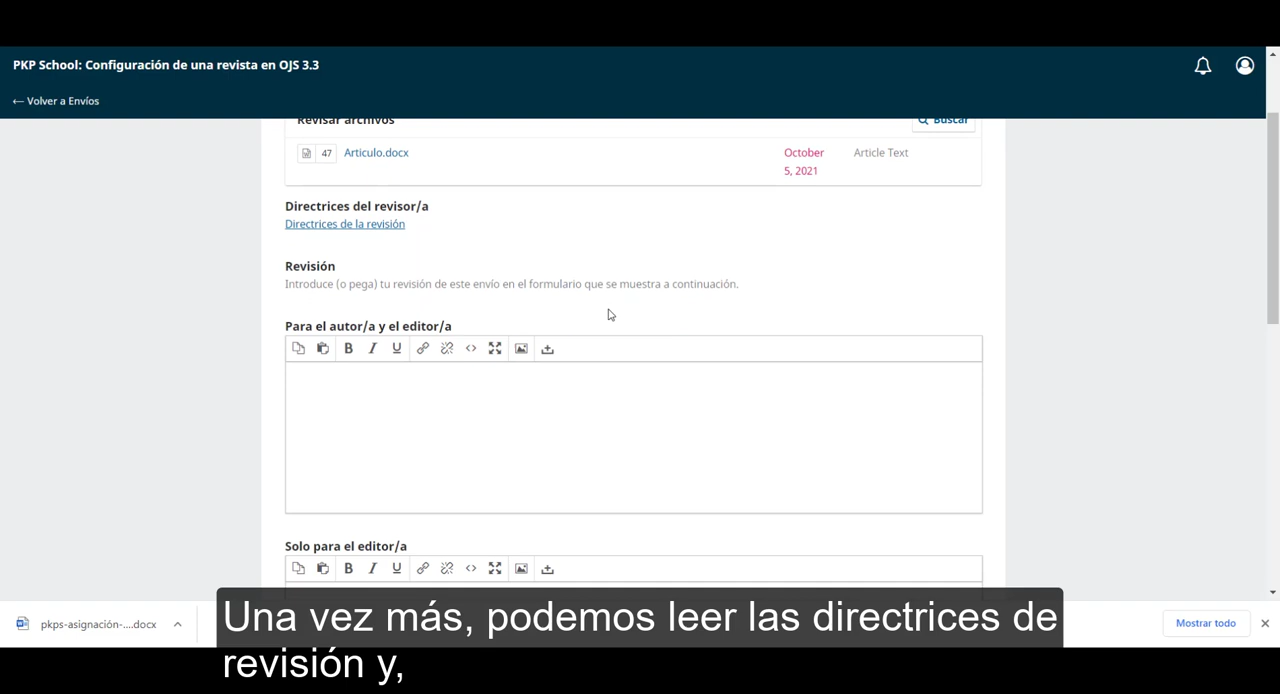 PKP School: Configuración de una revista en OJS 3.3
← Volver a Envíos
Revisar archivos
Buscar
47 Articulo.docx October 5, 2021 Article Text
Directrices del revisor/a
Directrices de la revisión
Revisión
Introduce (o pega) tu revisión de este envío en el formulario que se muestra a continuación.
Para el autor/a y el editor/a
B I U
Solo para el editor/a
B I U
Una vez más, podemos leer las directrices de
revisión y,
pkps-asignación-....docx
Mostrar todo